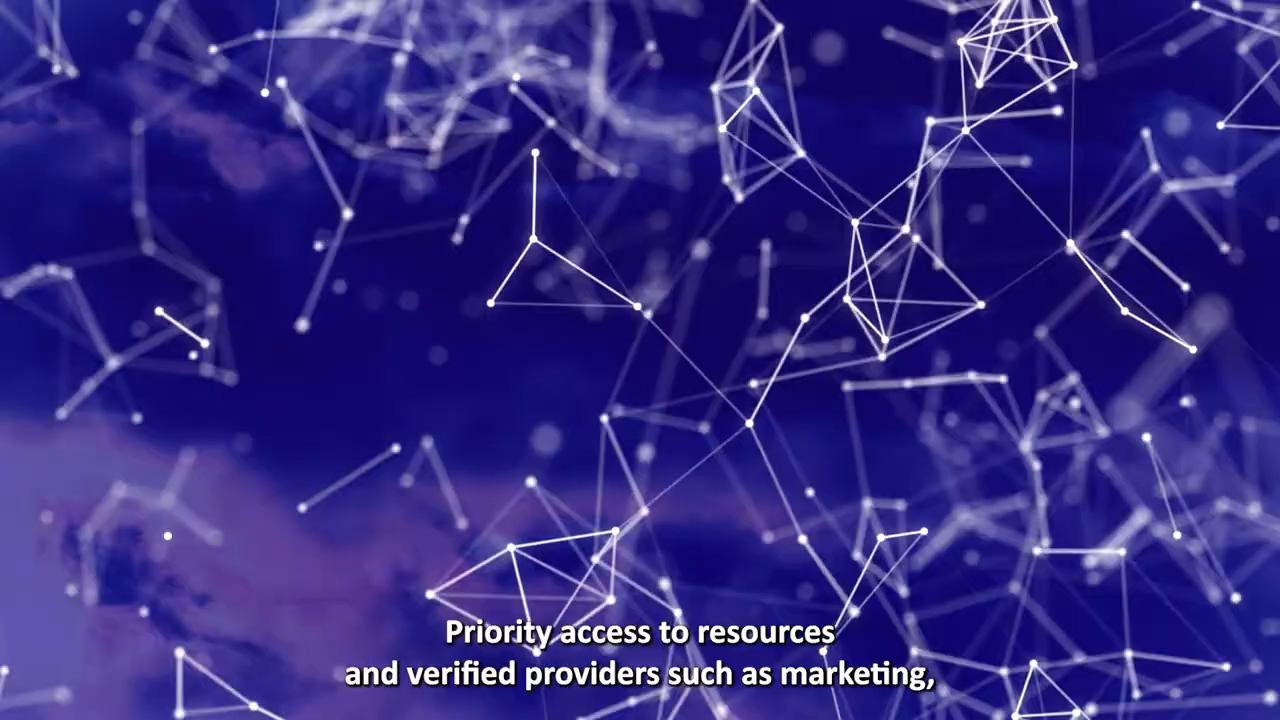 Priority access to resources
and verified providers such as marketing,